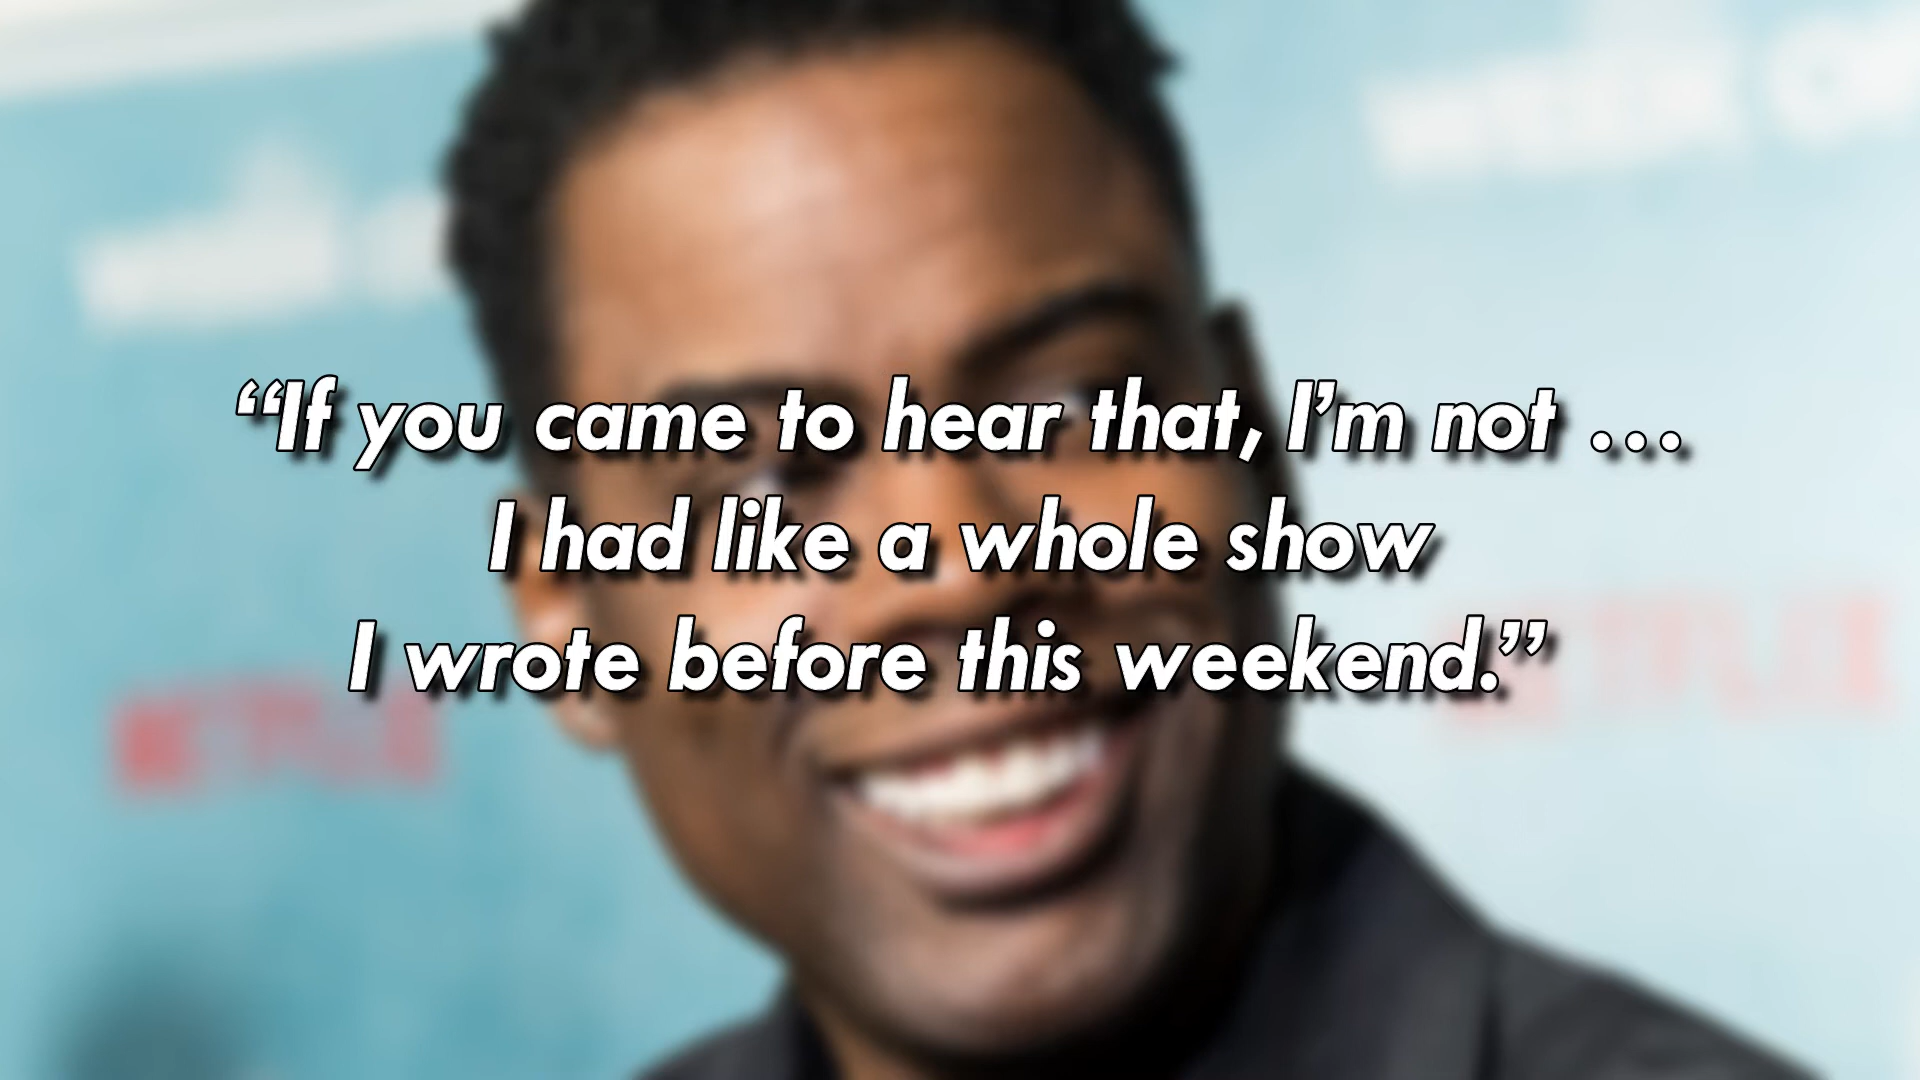 “If you came to hear that, I’m not …
I had like a whole show
I wrote before this weekend.”